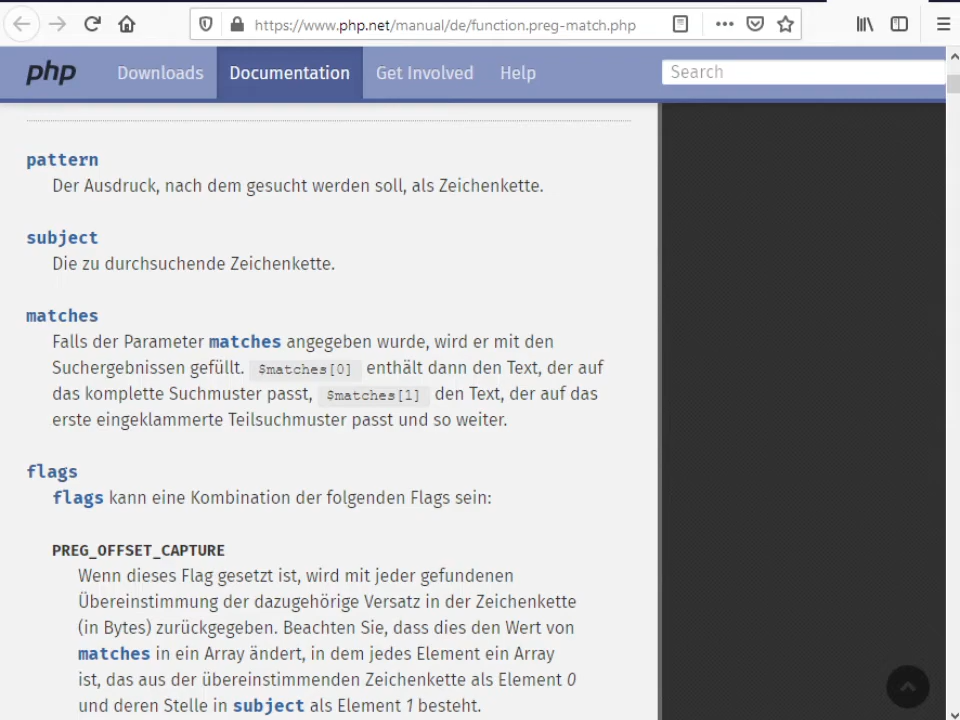 https://www.php.net/manual/de/function.preg-match.php
php Downloads Documentation Get Involved Help Search
pattern
Der Ausdruck, nach dem gesucht werden soll, als Zeichenkette.
subject
Die zu durchsuchende Zeichenkette.
matches
Falls der Parameter matches angegeben wurde, wird er mit den
Suchergebnissen gefüllt. $matches[0] enthält dann den Text, der auf
das komplette Suchmuster passt, $matches[1] den Text, der auf das
erste eingeklammerte Teilsuchmuster passt und so weiter.
flags
flags kann eine Kombination der folgenden Flags sein:
PREG_OFFSET_CAPTURE
Wenn dieses Flag gesetzt ist, wird mit jeder gefundenen
Übereinstimmung der dazugehörige Versatz in der Zeichenkette
(in Bytes) zurückgegeben. Beachten Sie, dass dies den Wert von
matches in ein Array ändert, in dem jedes Element ein Array
ist, das aus der übereinstimmenden Zeichenkette als Element 0
und deren Stelle in subject als Element 1 besteht.